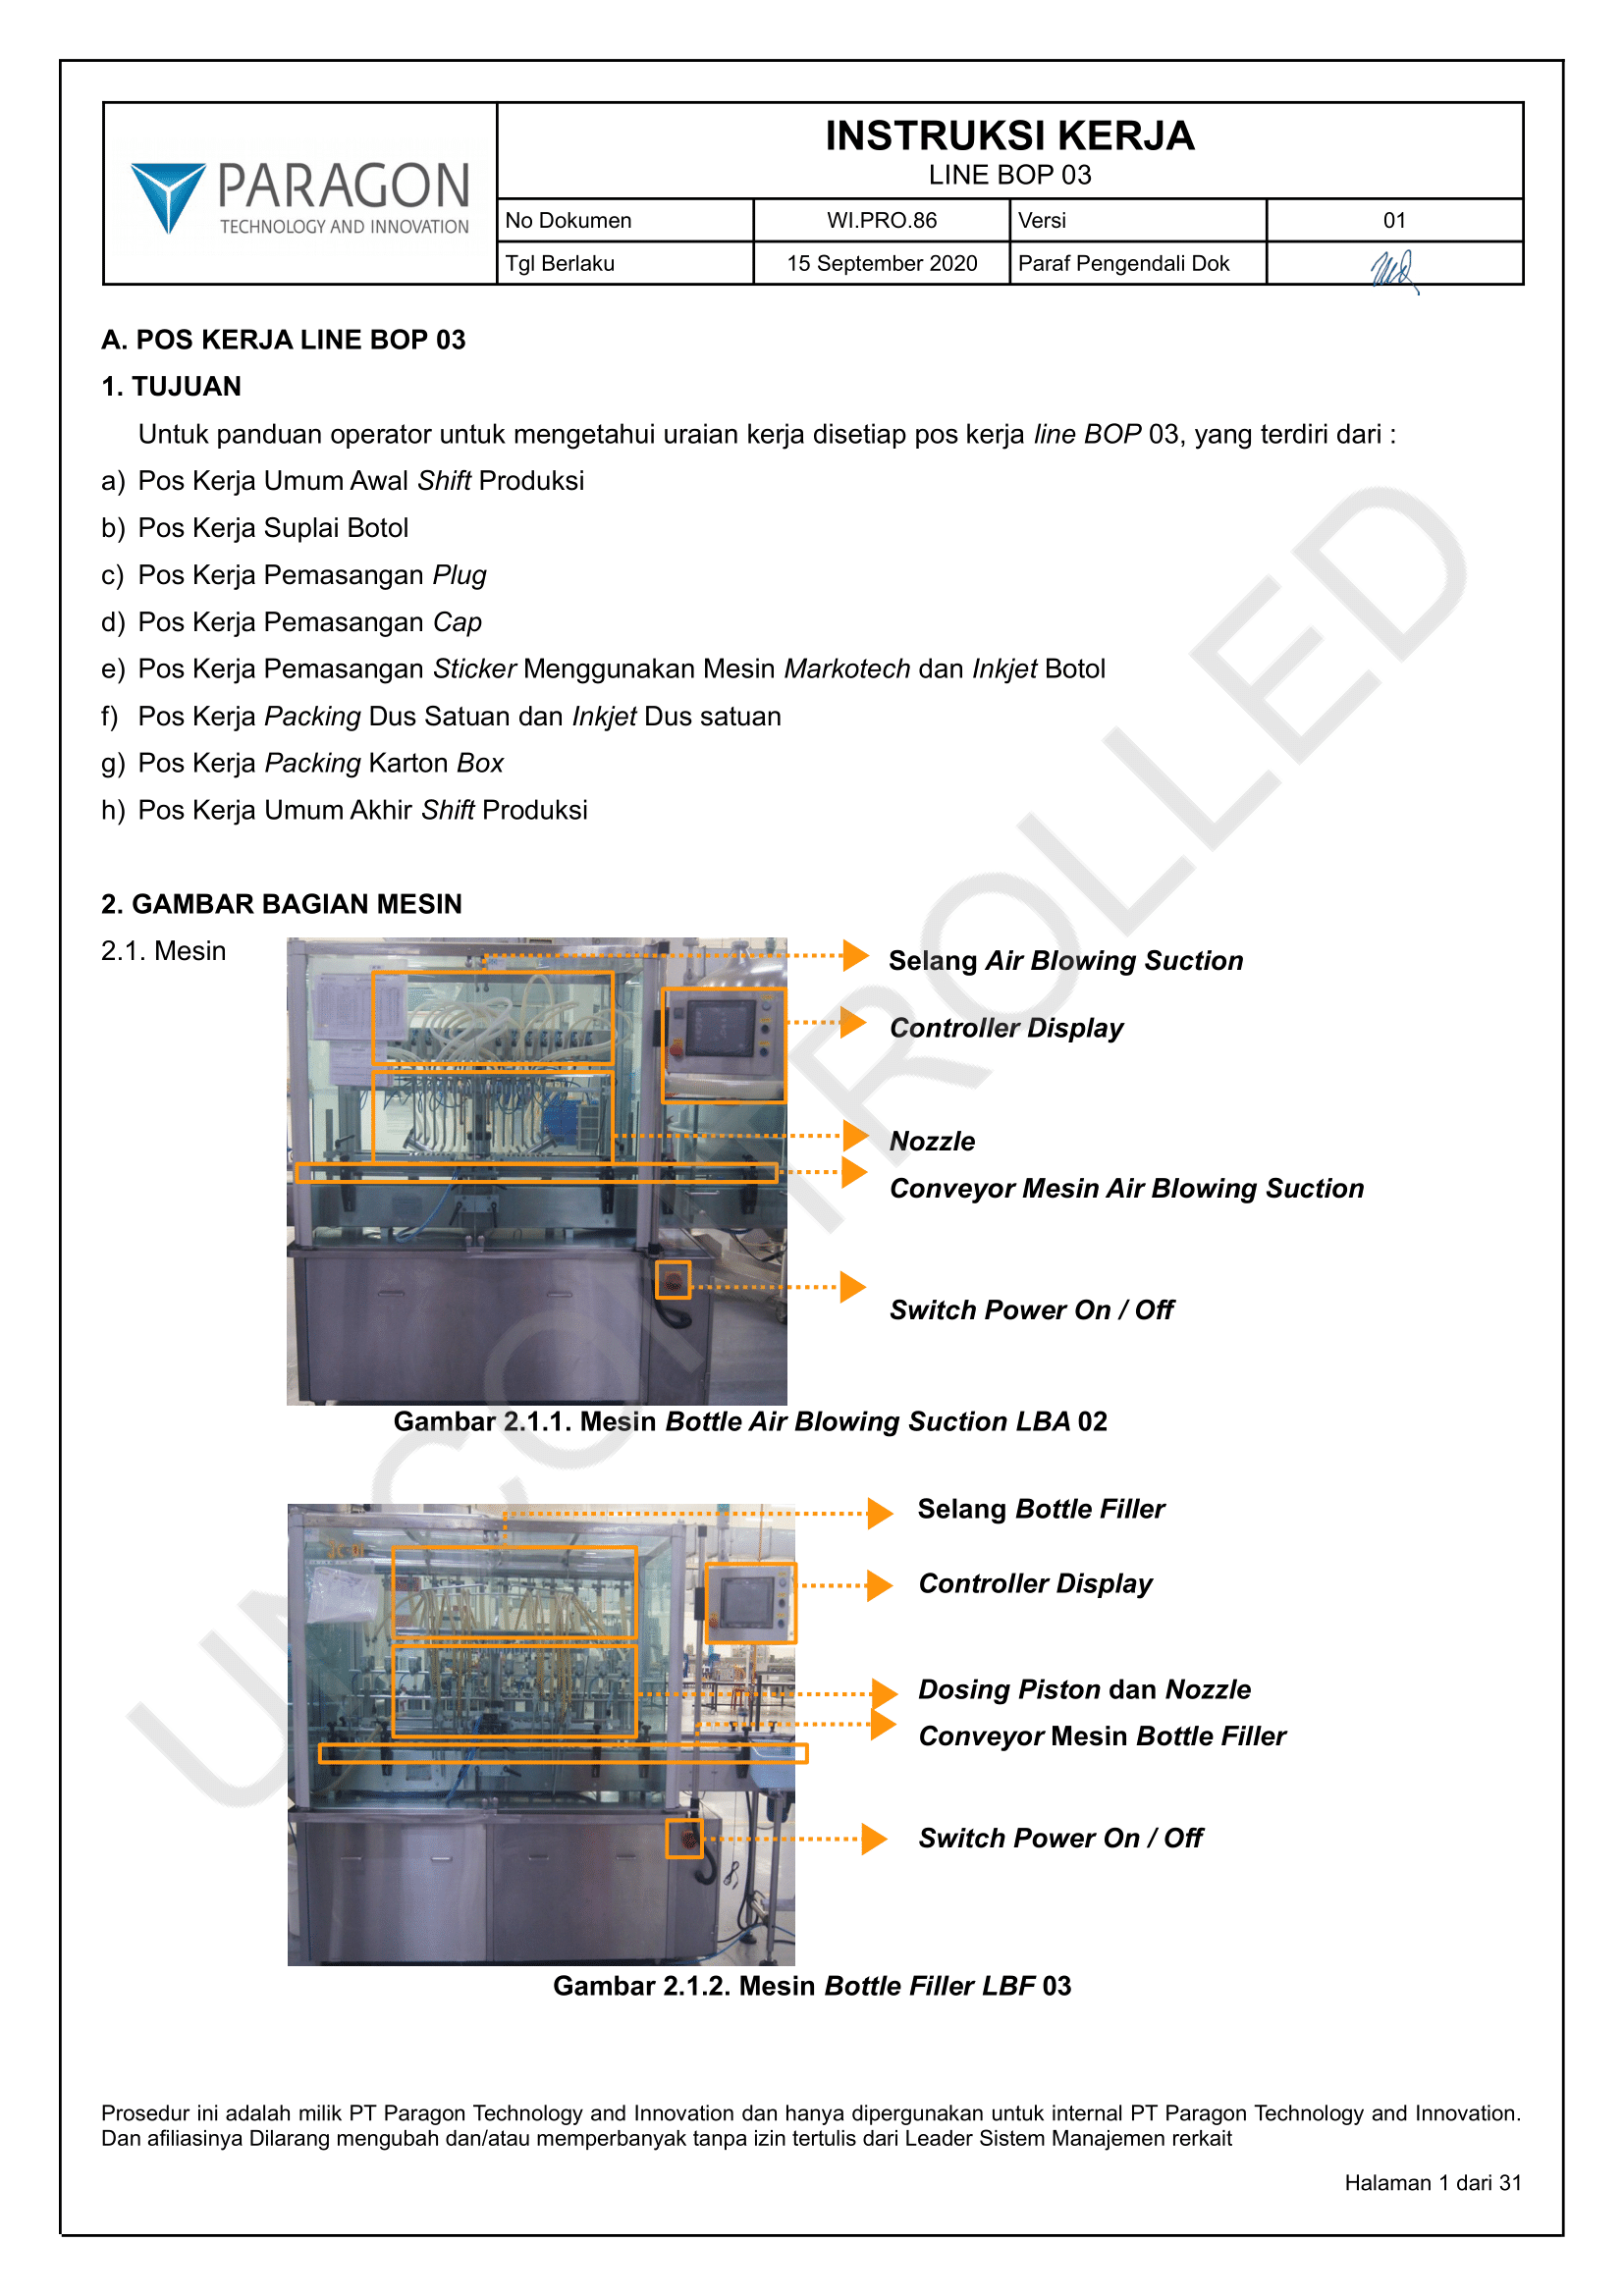 PARAGON
TECHNOLOGY AND INNOVATION
INSTRUKSI KERJA
LINE BOP 03
No Dokumen WI.PRO.86 Versi 01
Tgl Berlaku 15 September 2020 Paraf Pengendali Dok
A. POS KERJA LINE BOP 03
1. TUJUAN
Untuk panduan operator untuk mengetahui uraian kerja disetiap pos kerja line BOP 03, yang terdiri dari :
a) Pos Kerja Umum Awal Shift Produksi
b) Pos Kerja Suplai Botol
c) Pos Kerja Pemasangan Plug
d) Pos Kerja Pemasangan Cap
e) Pos Kerja Pemasangan Sticker Menggunakan Mesin Markotech dan Inkjet Botol
f) Pos Kerja Packing Dus Satuan dan Inkjet Dus satuan
g) Pos Kerja Packing Karton Box
h) Pos Kerja Umum Akhir Shift Produksi
2. GAMBAR BAGIAN MESIN
2.1. Mesin
Selang Air Blowing Suction
Controller Display
Nozzle
Conveyor Mesin Air Blowing Suction
Switch Power On / Off
Gambar 2.1.1. Mesin Bottle Air Blowing Suction LBA 02
Selang Bottle Filler
Controller Display
Dosing Piston dan Nozzle
Conveyor Mesin Bottle Filler
Switch Power On / Off
Gambar 2.1.2. Mesin Bottle Filler LBF 03
UNCONTROLLED
Prosedur ini adalah milik PT Paragon Technology and Innovation dan hanya dipergunakan untuk internal PT Paragon Technology and Innovation.
Dan afiliasinya Dilarang mengubah dan/atau memperbanyak tanpa izin tertulis dari Leader Sistem Manajemen rerkait
Halaman 1 dari 31